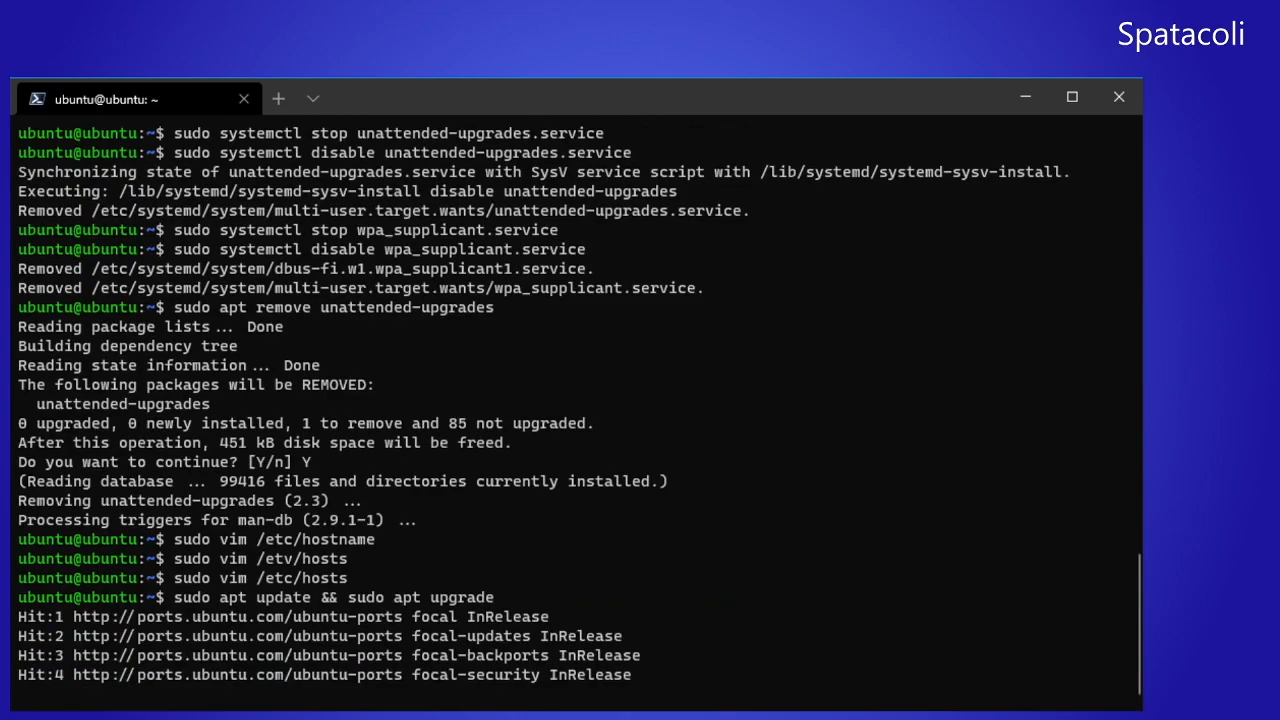 Spatacoli
ubuntu@ubuntu: ~
ubuntu@ubuntu:~$ sudo systemctl stop unattended-upgrades.service
ubuntu@ubuntu:~$ sudo systemctl disable unattended-upgrades.service
Synchronizing state of unattended-upgrades.service with SysV service script with /lib/systemd/systemd-sysv-install.
Executing: /lib/systemd/systemd-sysv-install disable unattended-upgrades
Removed /etc/systemd/system/multi-user.target.wants/unattended-upgrades.service.
ubuntu@ubuntu:~$ sudo systemctl stop wpa_supplicant.service
ubuntu@ubuntu:~$ sudo systemctl disable wpa_supplicant.service
Removed /etc/systemd/system/dbus-fi.w1.wpa_supplicant1.service.
Removed /etc/systemd/system/multi-user.target.wants/wpa_supplicant.service.
ubuntu@ubuntu:~$ sudo apt remove unattended-upgrades
Reading package lists... Done
Building dependency tree
Reading state information... Done
The following packages will be REMOVED:
  unattended-upgrades
0 upgraded, 0 newly installed, 1 to remove and 85 not upgraded.
After this operation, 451 kB disk space will be freed.
Do you want to continue? [Y/n] Y
(Reading database ... 99416 files and directories currently installed.)
Removing unattended-upgrades (2.3) ...
Processing triggers for man-db (2.9.1-1) ...
ubuntu@ubuntu:~$ sudo vim /etc/hostname
ubuntu@ubuntu:~$ sudo vim /etv/hosts
ubuntu@ubuntu:~$ sudo vim /etc/hosts
ubuntu@ubuntu:~$ sudo apt update && sudo apt upgrade
Hit:1 http://ports.ubuntu.com/ubuntu-ports focal InRelease
Hit:2 http://ports.ubuntu.com/ubuntu-ports focal-updates InRelease
Hit:3 http://ports.ubuntu.com/ubuntu-ports focal-backports InRelease
Hit:4 http://ports.ubuntu.com/ubuntu-ports focal-security InRelease